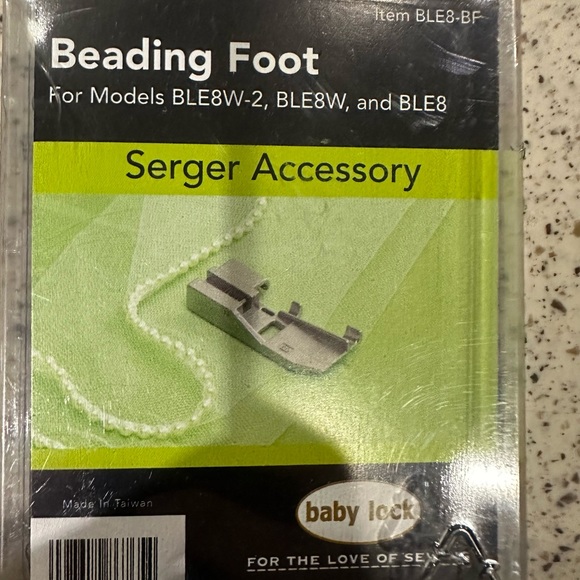 Item BLE8-BF
Beading Foot
For Models BLE8W-2, BLE8W, and BLE8
Serger Accessory
Made In Taiwan
baby lock
FOR THE LOVE OF